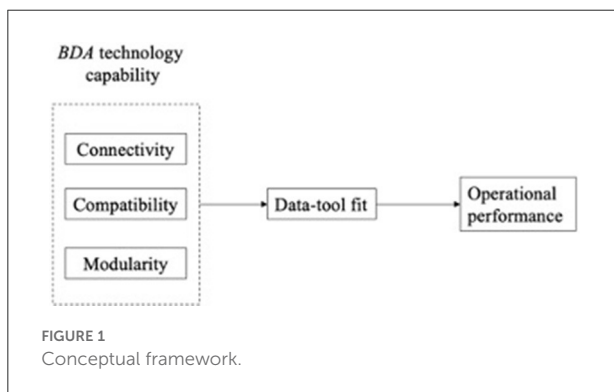 BDA technology
capability
Connectivity
Compatibility
Modularity
Data-tool fit
Operational
performance
FIGURE 1
Conceptual framework.